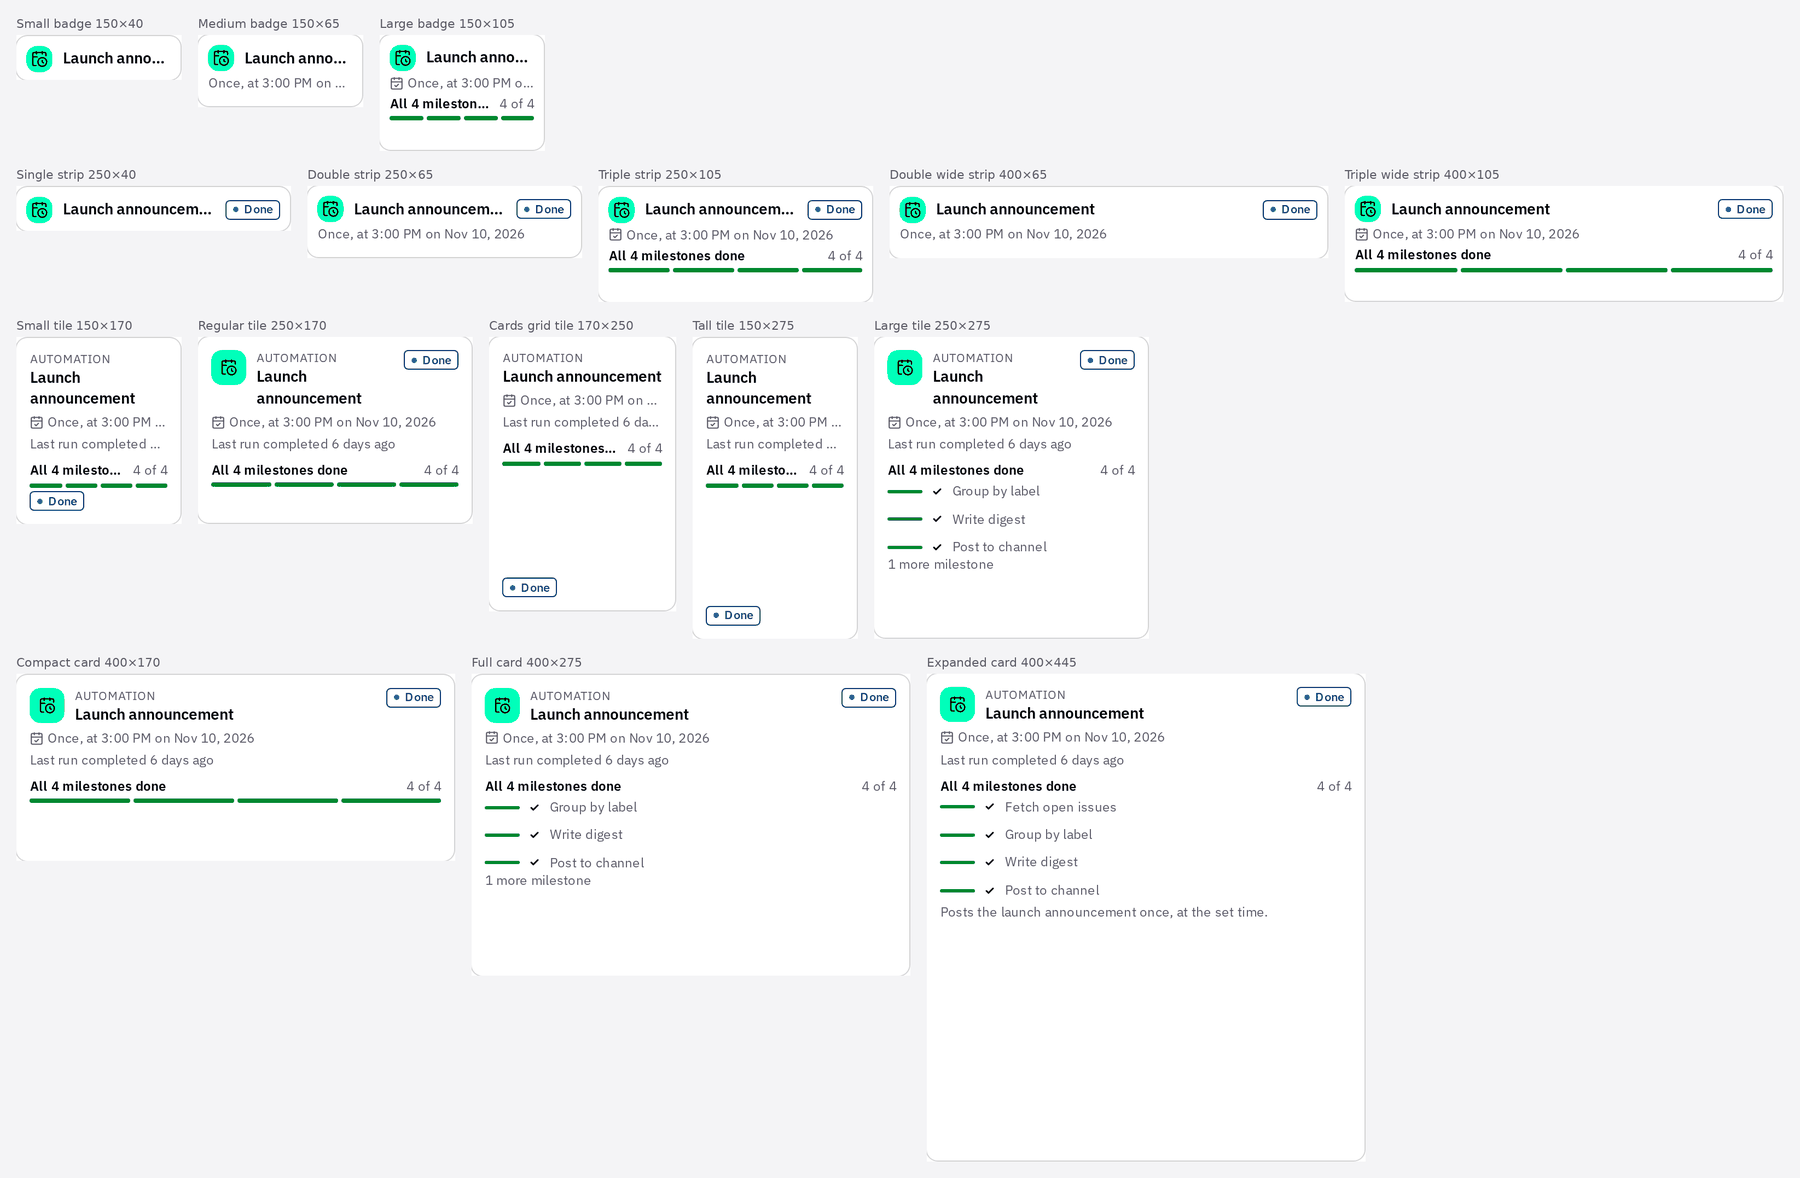 Small badge 150×40
Launch anno...
Medium badge 150×65
Launch anno...
Once, at 3:00 PM on ...
Large badge 150×105
Launch anno...
Once, at 3:00 PM o...
All 4 mileston... 4 of 4
Single strip 250×40
Launch announcem... Done
Double strip 250×65
Launch announcem... Done
Once, at 3:00 PM on Nov 10, 2026
Triple strip 250×105
Launch announcem... Done
Once, at 3:00 PM on Nov 10, 2026
All 4 milestones done 4 of 4
Double wide strip 400×65
Launch announcement Done
Once, at 3:00 PM on Nov 10, 2026
Triple wide strip 400×105
Launch announcement Done
Once, at 3:00 PM on Nov 10, 2026
All 4 milestones done 4 of 4
Small tile 150×170
AUTOMATION
Launch
announcement
Once, at 3:00 PM ...
Last run completed ...
All 4 milesto... 4 of 4
Done
Regular tile 250×170
AUTOMATION Done
Launch
announcement
Once, at 3:00 PM on Nov 10, 2026
Last run completed 6 days ago
All 4 milestones done 4 of 4
Cards grid tile 170×250
AUTOMATION
Launch announcement
Once, at 3:00 PM on ...
Last run completed 6 da...
All 4 milestones... 4 of 4
Done
Tall tile 150×275
AUTOMATION
Launch
announcement
Once, at 3:00 PM ...
Last run completed ...
All 4 milesto... 4 of 4
Done
Large tile 250×275
AUTOMATION Done
Launch
announcement
Once, at 3:00 PM on Nov 10, 2026
Last run completed 6 days ago
All 4 milestones done 4 of 4
Group by label
Write digest
Post to channel
1 more milestone
Compact card 400×170
AUTOMATION Done
Launch announcement
Once, at 3:00 PM on Nov 10, 2026
Last run completed 6 days ago
All 4 milestones done 4 of 4
Full card 400×275
AUTOMATION Done
Launch announcement
Once, at 3:00 PM on Nov 10, 2026
Last run completed 6 days ago
All 4 milestones done 4 of 4
Group by label
Write digest
Post to channel
1 more milestone
Expanded card 400×445
AUTOMATION Done
Launch announcement
Once, at 3:00 PM on Nov 10, 2026
Last run completed 6 days ago
All 4 milestones done 4 of 4
Fetch open issues
Group by label
Write digest
Post to channel
Posts the launch announcement once, at the set time.